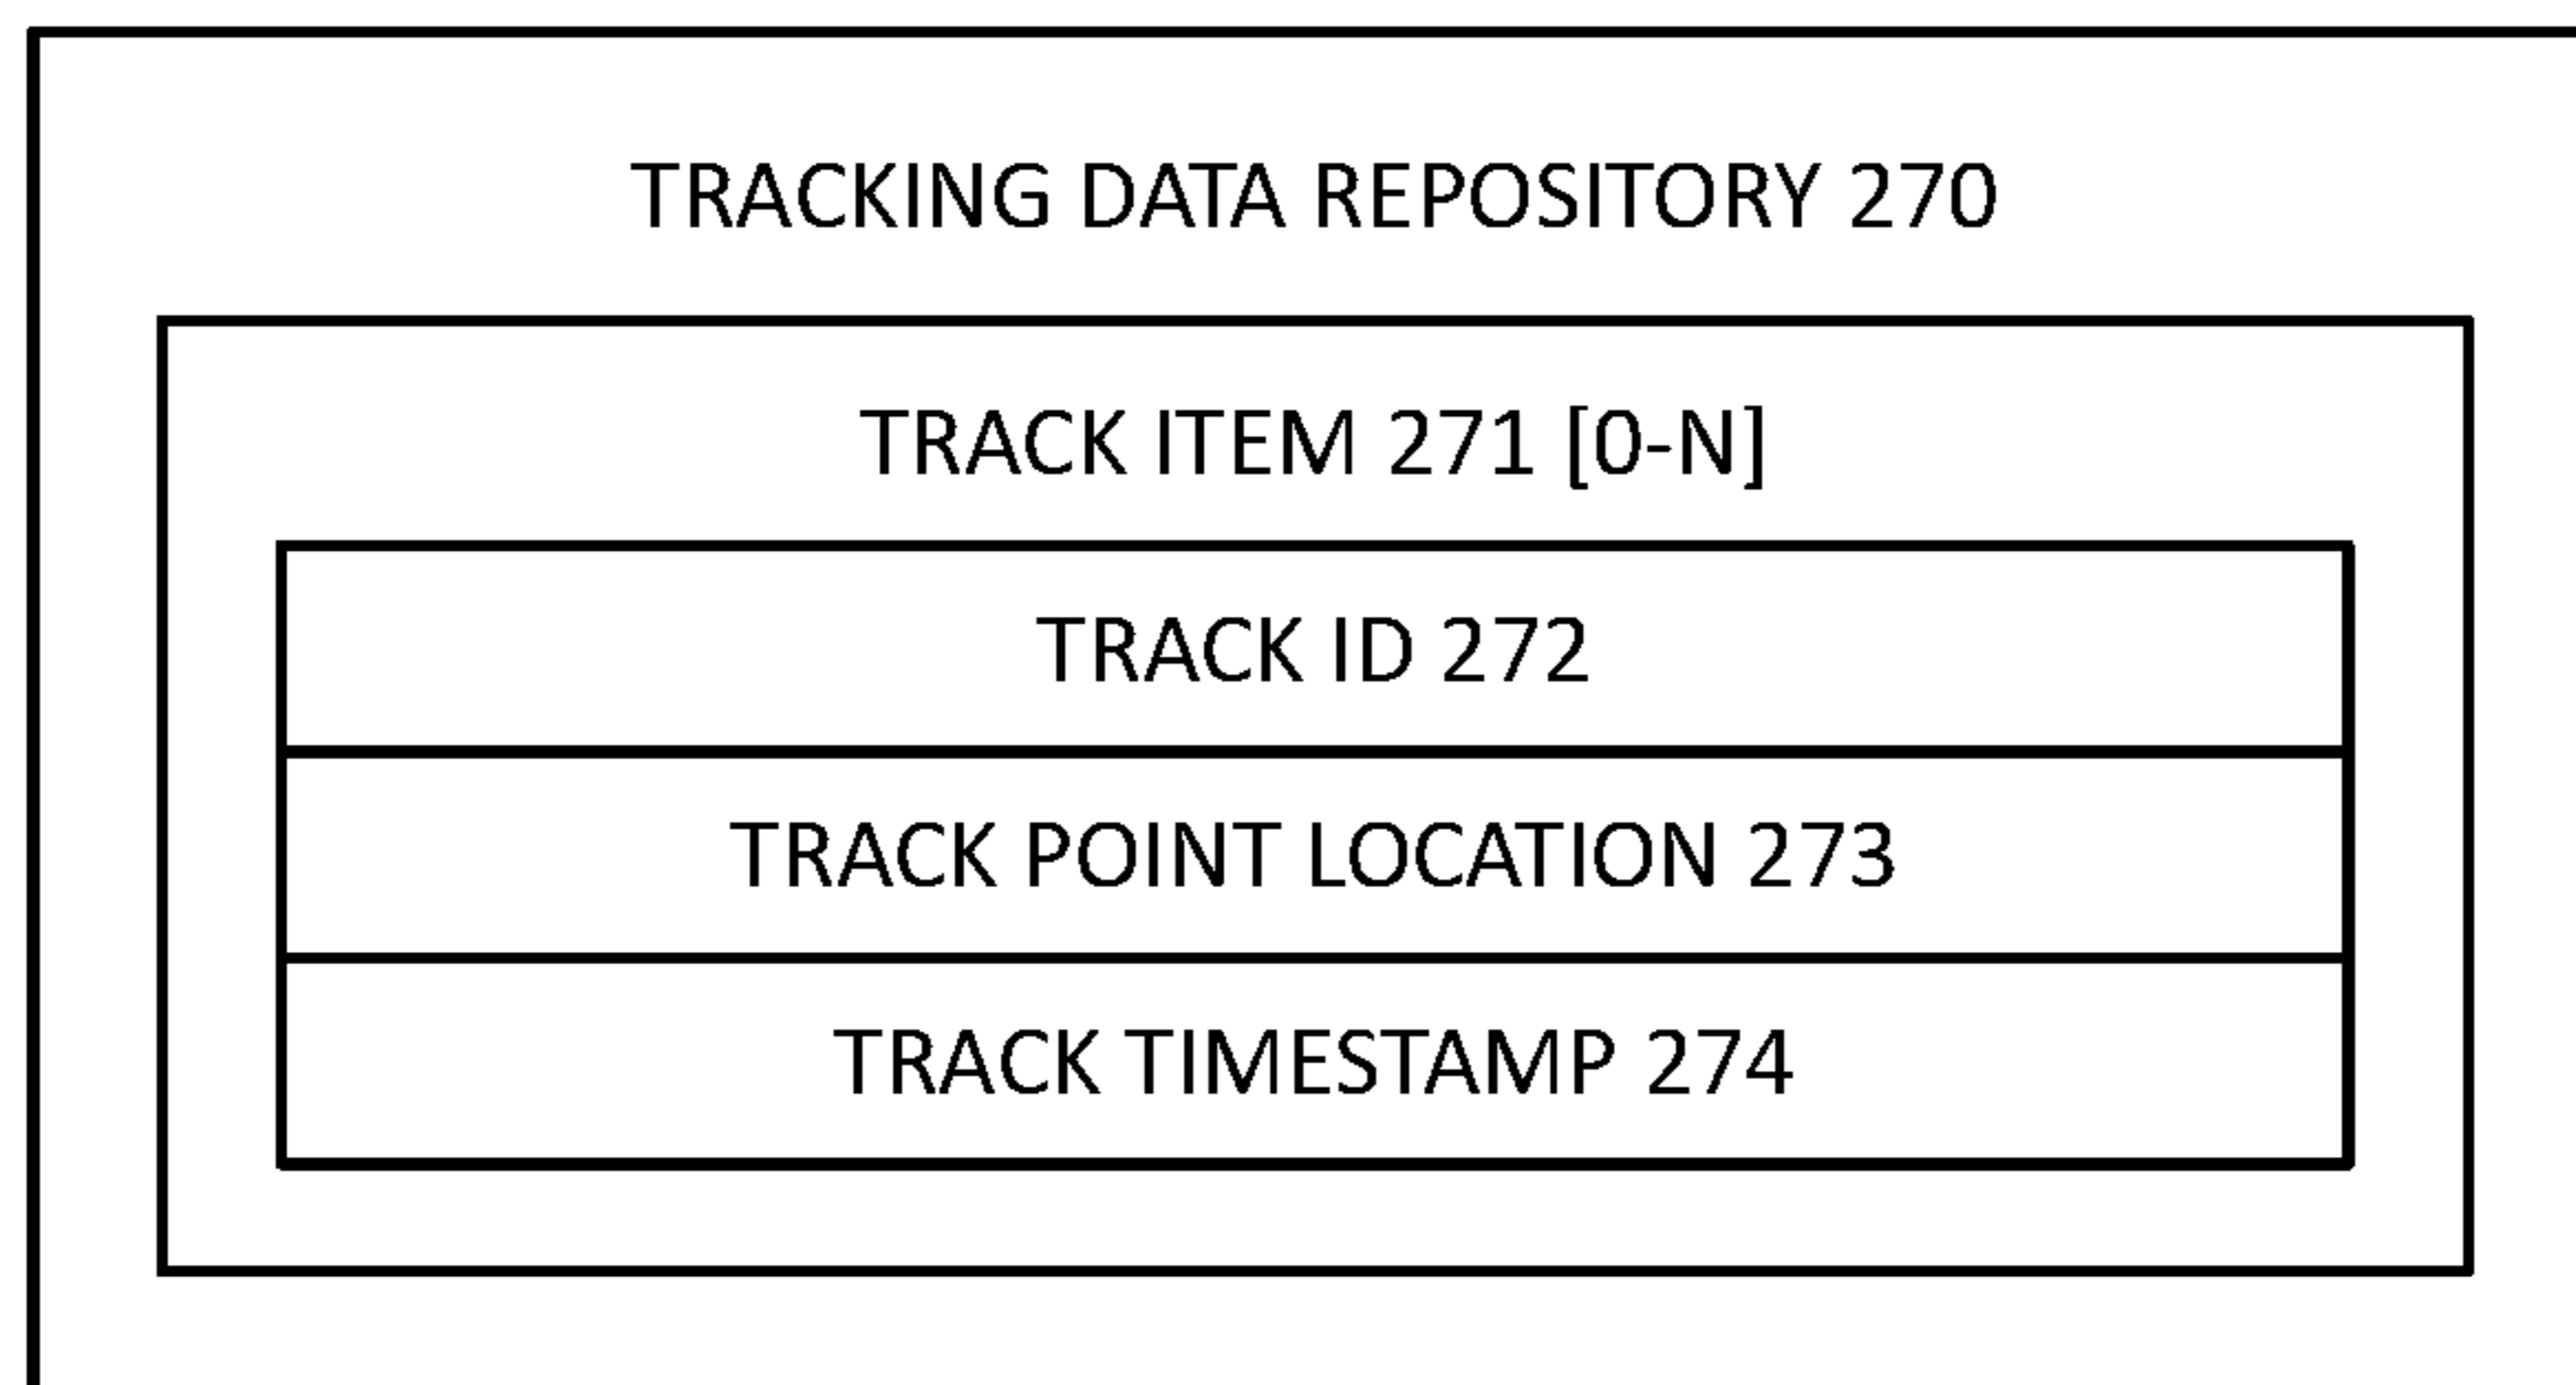 TRACKING DATA REPOSITORY 270
TRACK ITEM 271 [0-N]
TRACK ID 272
TRACK POINT LOCATION 273
TRACK TIMESTAMP 274